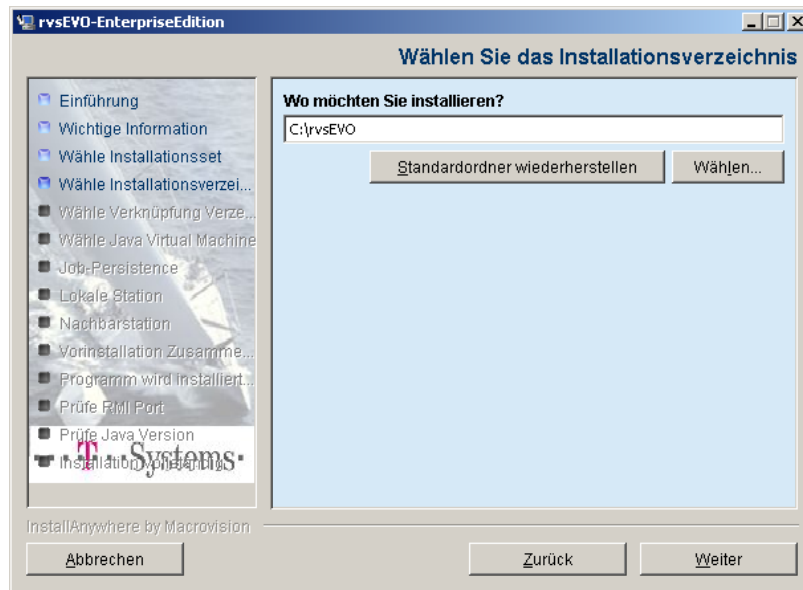 rvsEVO-EnterpriseEdition
Wählen Sie das Installationsverzeichnis
Einführung
Wichtige Information
Wähle Installationsset
Wähle Installationsverzei...
Wähle Verknüpfung Verze...
Wähle Java Virtual Machine
Job-Persistence
Lokale Station
Nachbarstation
Vorinstallation Zusamme...
Programm wird installiert...
Prüfe RMI Port
Prüfe Java Version
Installation vollständig
T Systems
Wo möchten Sie installieren?
C:\rvsEVO
Standardordner wiederherstellen
Wählen...
InstallAnywhere by Macrovision
Abbrechen
Zurück
Weiter